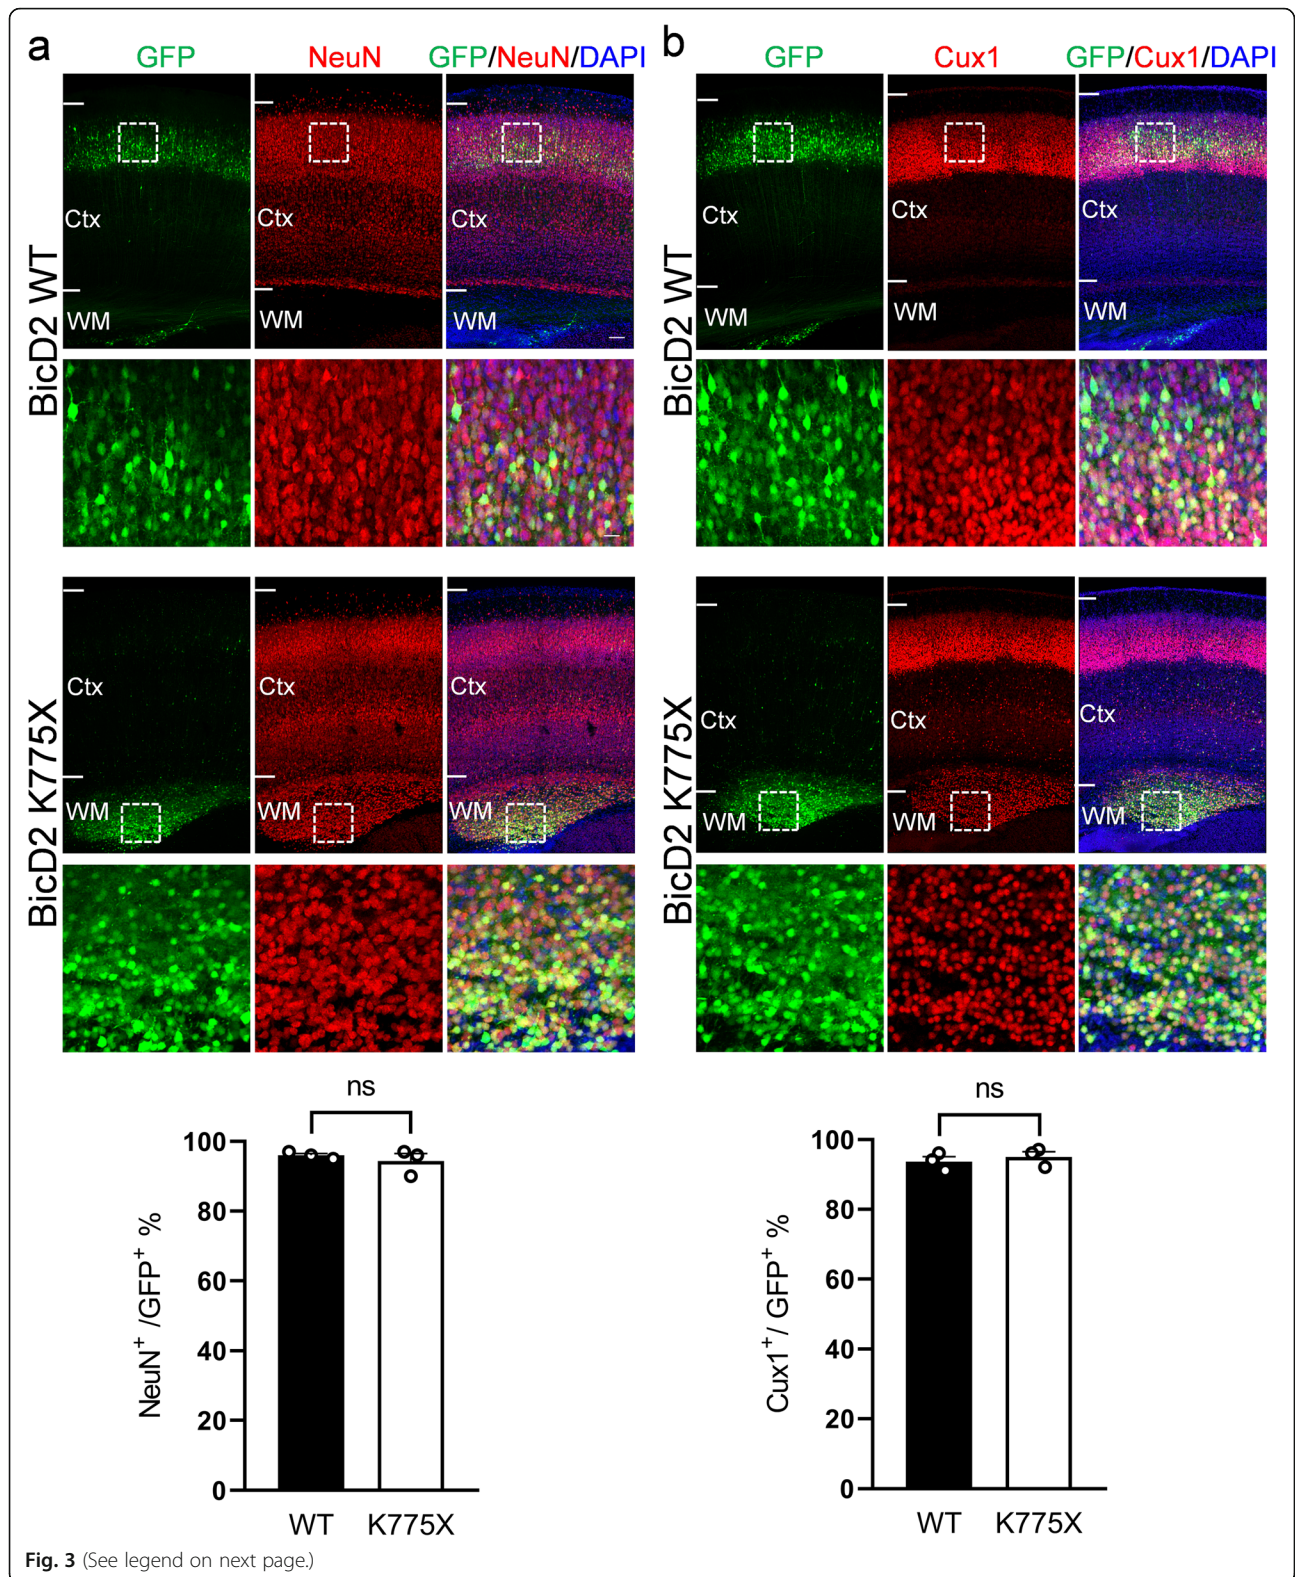 a
GFP
NeuN
GFP/NeuN/DAPI
BicD2 WT
Ctx
Ctx
Ctx
WM
WM
WM
BicD2 K775X
Ctx
Ctx
Ctx
WM
WM
WM
ns
NeuN⁺ /GFP⁺ %
100
80
60
40
20
0
WT
K775X
b
GFP
Cux1
GFP/Cux1/DAPI
BicD2 WT
Ctx
Ctx
Ctx
WM
WM
WM
BicD2 K775X
Ctx
Ctx
Ctx
WM
WM
WM
ns
Cux1⁺/ GFP⁺ %
100
80
60
40
20
0
WT
K775X
Fig. 3 (See legend on next page.)